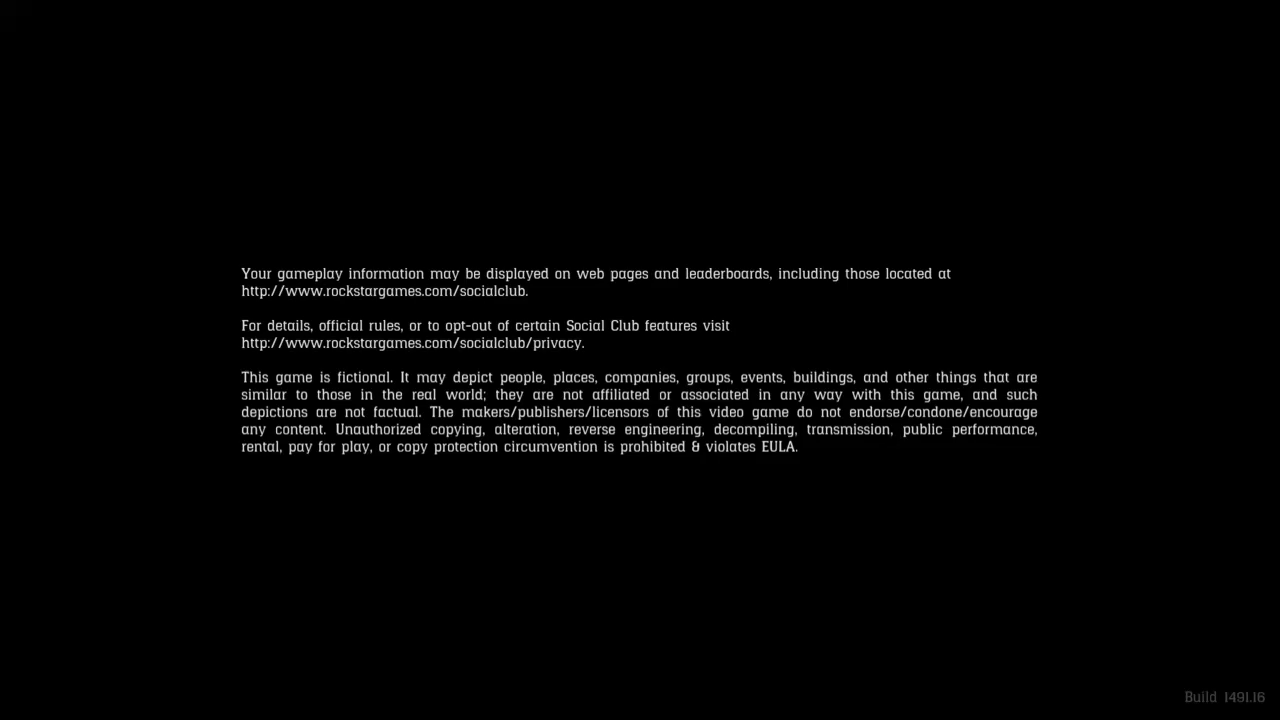 Your gameplay information may be displayed on web pages and leaderboards, including those located at
http://www.rockstargames.com/socialclub.
For details, official rules, or to opt-out of certain Social Club features visit
http://www.rockstargames.com/socialclub/privacy.
This game is fictional. It may depict people, places, companies, groups, events, buildings, and other things that are
similar to those in the real world; they are not affiliated or associated in any way with this game, and such
depictions are not factual. The makers/publishers/licensors of this video game do not endorse/condone/encourage
any content. Unauthorized copying, alteration, reverse engineering, decompiling, transmission, public performance,
rental, pay for play, or copy protection circumvention is prohibited & violates EULA.
Build 1491.16